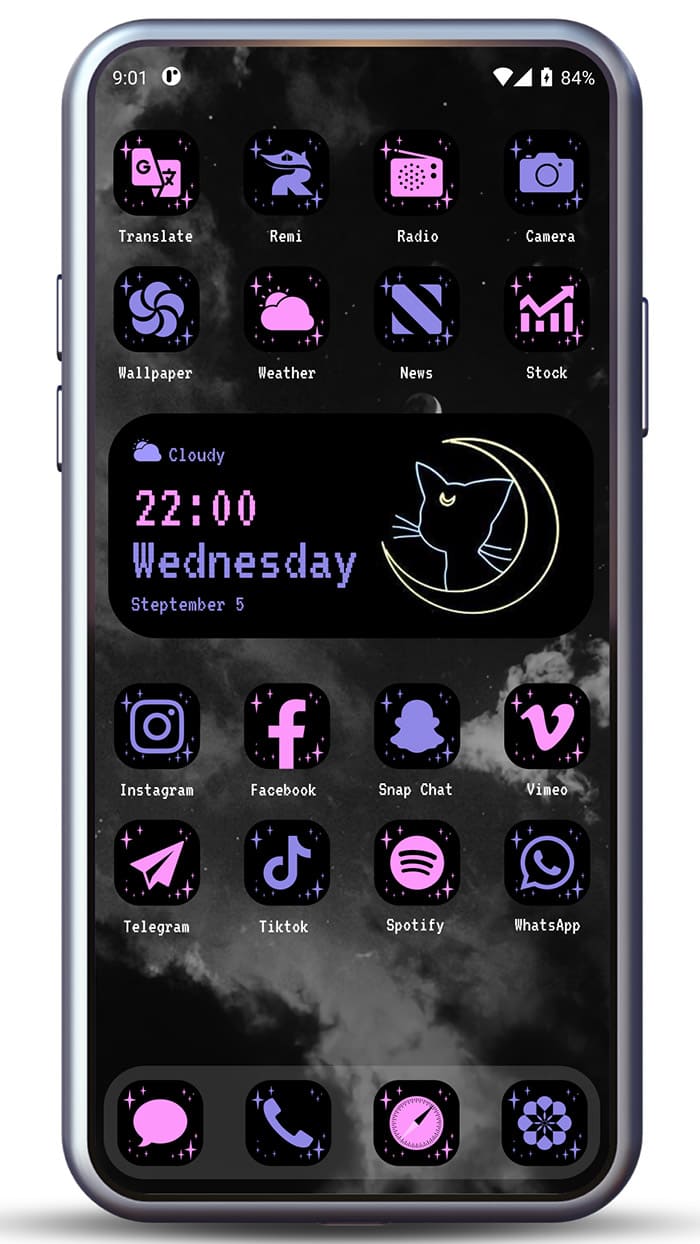 9:01 84%
G 文
Translate Remi Radio Camera
Wallpaper Weather News Stock
Cloudy
22:00
Wednesday
Steptember 5
Instagram Facebook Snap Chat Vimeo
Telegram Tiktok Spotify WhatsApp